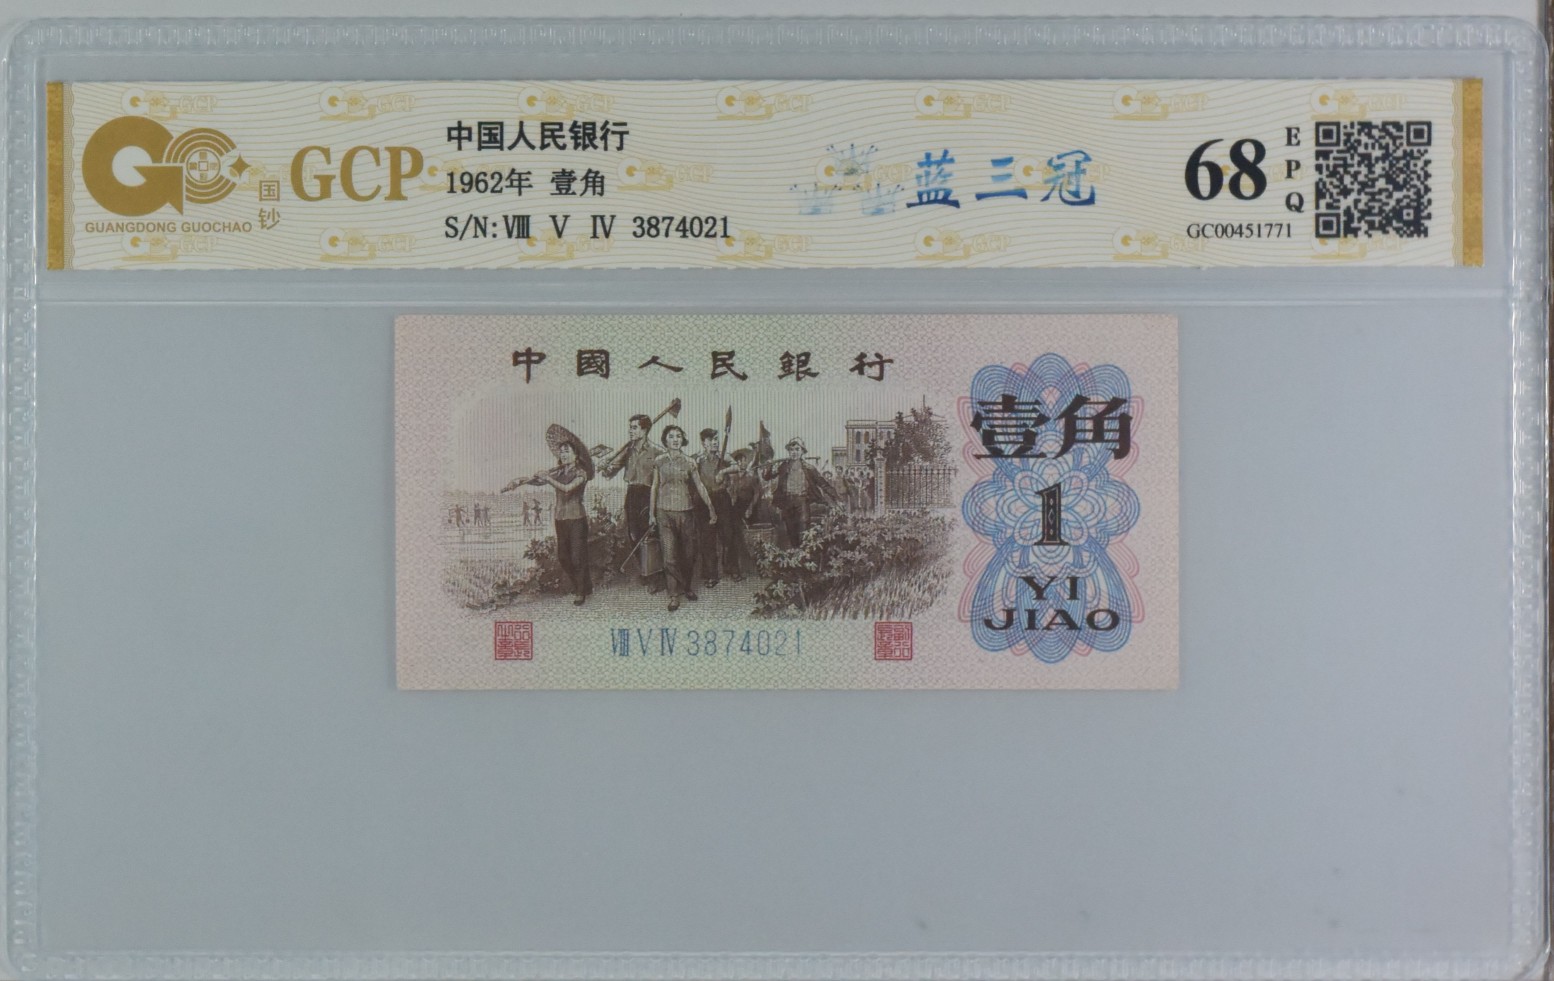 GCP
国钞
GUANGDONG GUOCHAO
中国人民银行
1962年 壹角
S/N:Ⅷ Ⅴ Ⅳ 3874021
蓝三冠
68
EPQ
GC00451771
中國人民銀行
壹角
1
YI
JIAO
Ⅷ Ⅴ Ⅳ 3874021